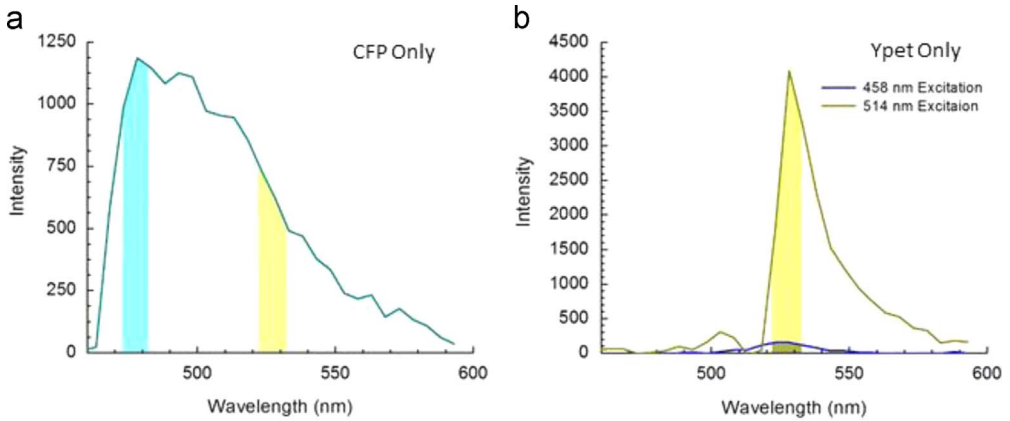 a
CFP Only
1250
1000
750
500
250
0
Intensity
500
550
600
Wavelength (nm)
b
Ypet Only
458 nm Excitation
514 nm Excitaion
4500
4000
3500
3000
2500
2000
1500
1000
500
0
Intensity
500
550
600
Wavelength (nm)